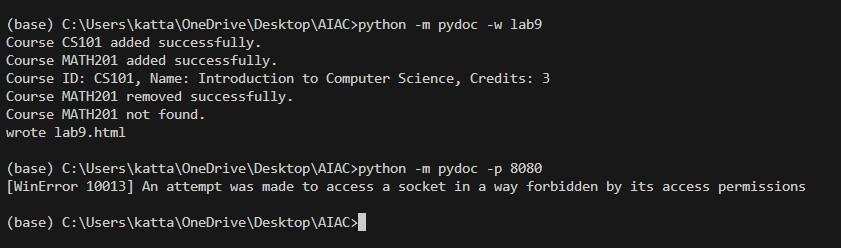 (base) C:\Users\katta\OneDrive\Desktop\AIAC>python -m pydoc -w lab9
Course CS101 added successfully.
Course MATH201 added successfully.
Course ID: CS101, Name: Introduction to Computer Science, Credits: 3
Course MATH201 removed successfully.
Course MATH201 not found.
wrote lab9.html
(base) C:\Users\katta\OneDrive\Desktop\AIAC>python -m pydoc -p 8080
[WinError 10013] An attempt was made to access a socket in a way forbidden by its access permissions
(base) C:\Users\katta\OneDrive\Desktop\AIAC>